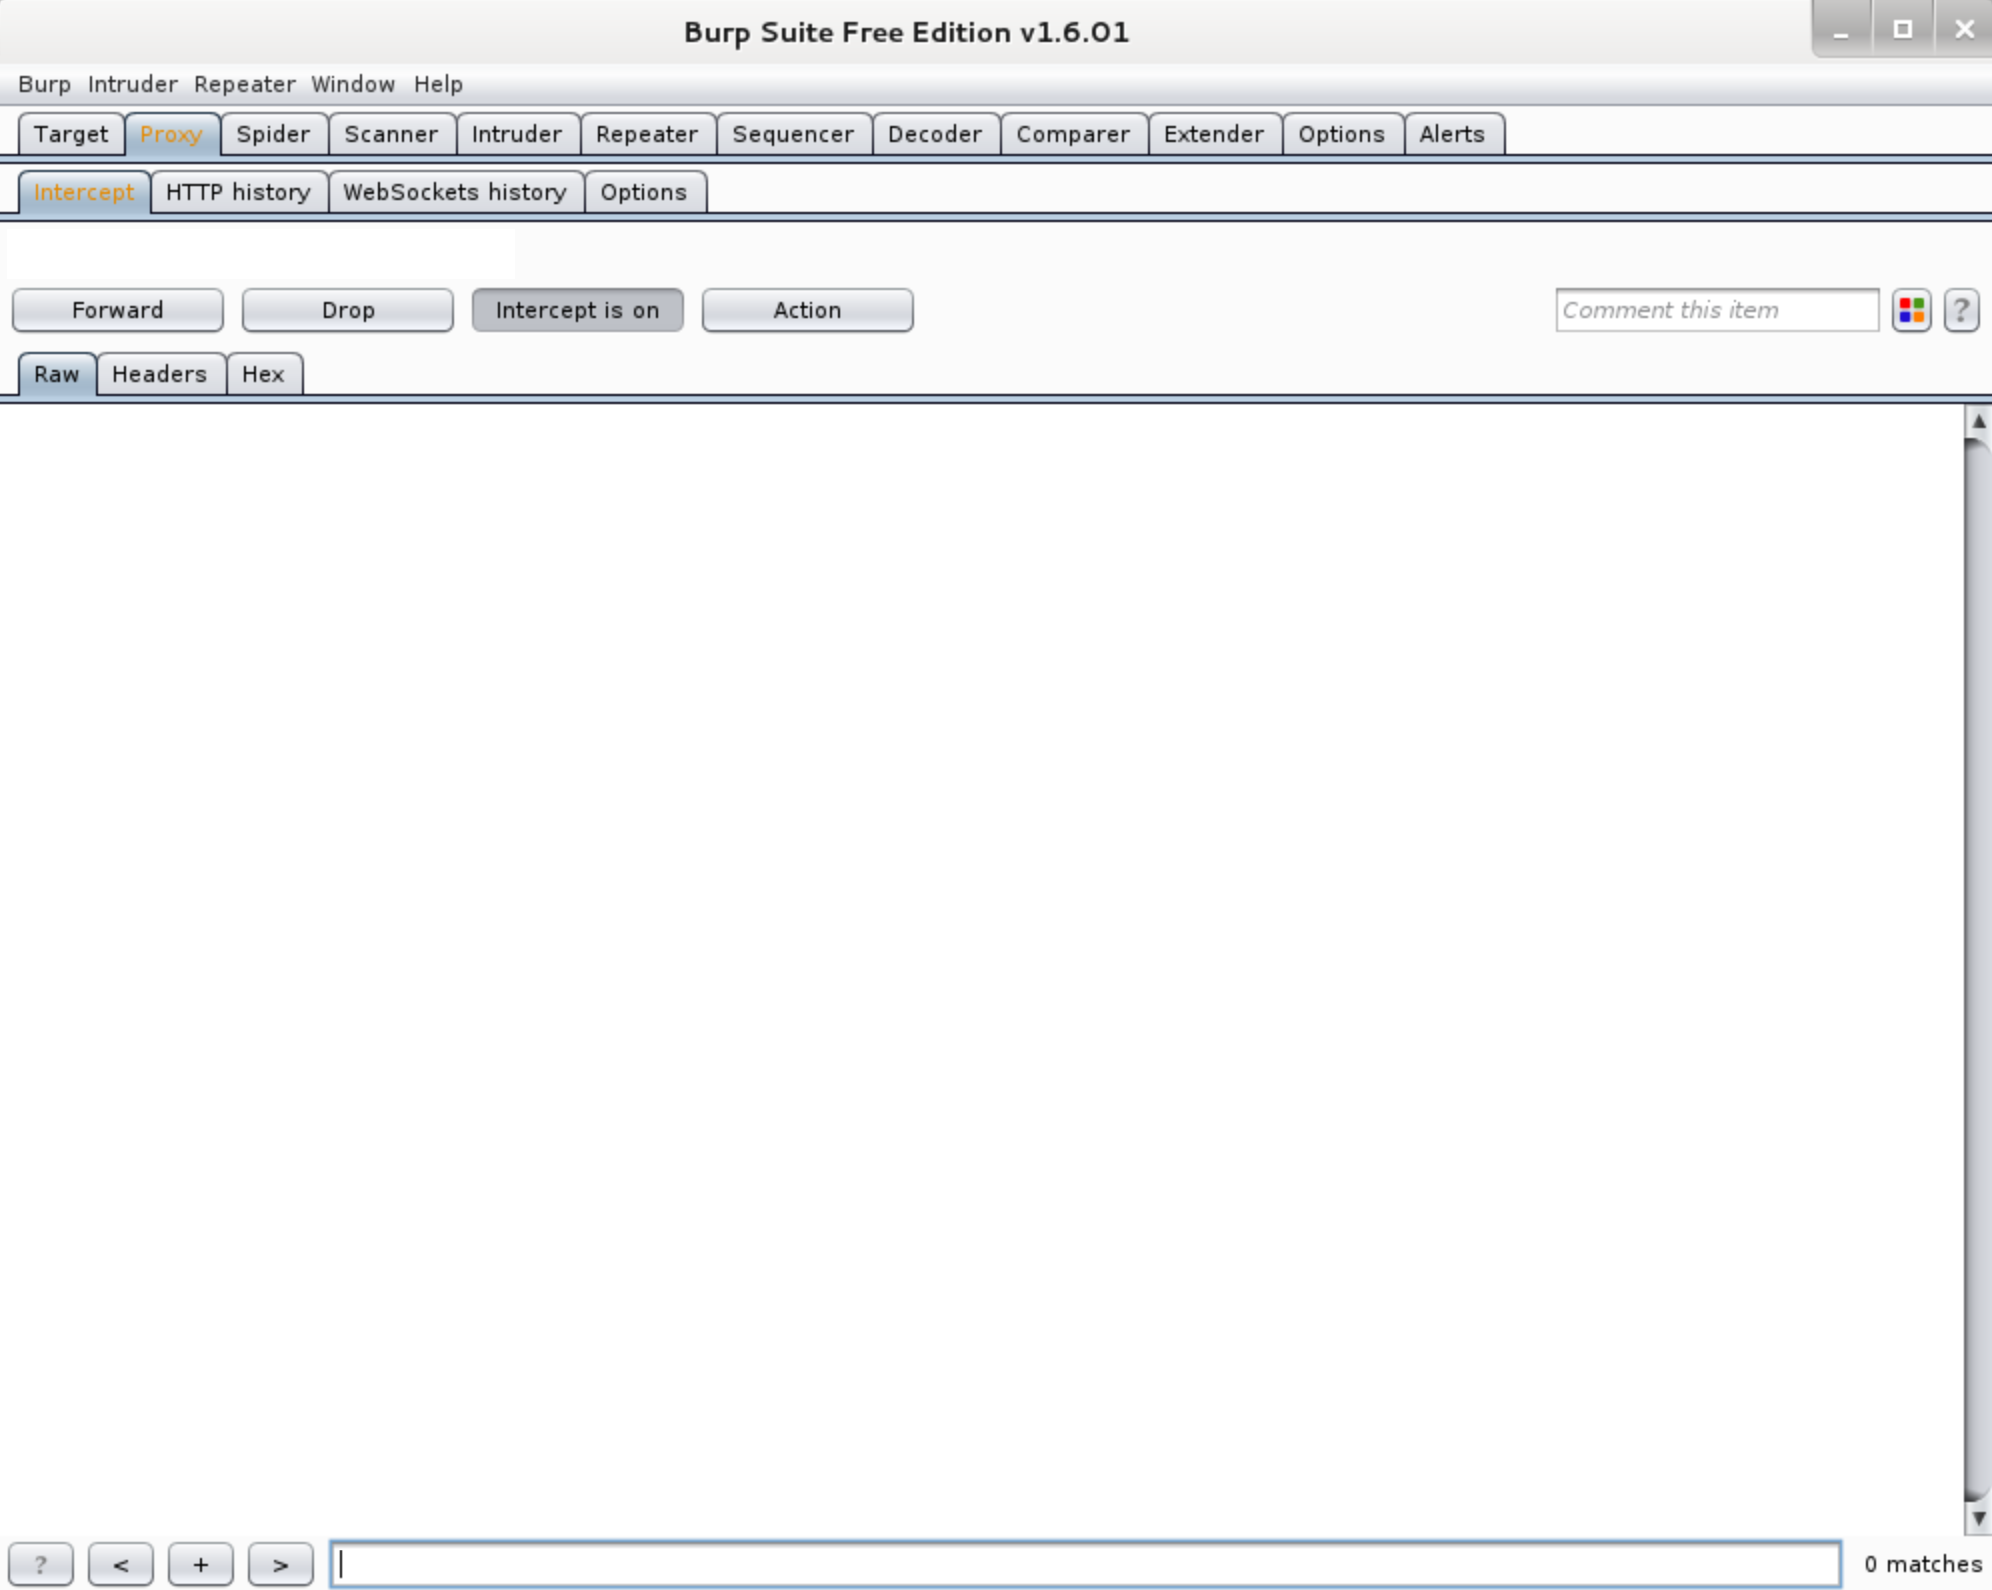 Burp Suite Free Edition v1.6.01
Burp Intruder Repeater Window Help
Target Proxy Spider Scanner Intruder Repeater Sequencer Decoder Comparer Extender Options Alerts
Intercept HTTP history WebSockets history Options
Forward Drop Intercept is on Action Comment this item ?
Raw Headers Hex
? < + > 0 matches